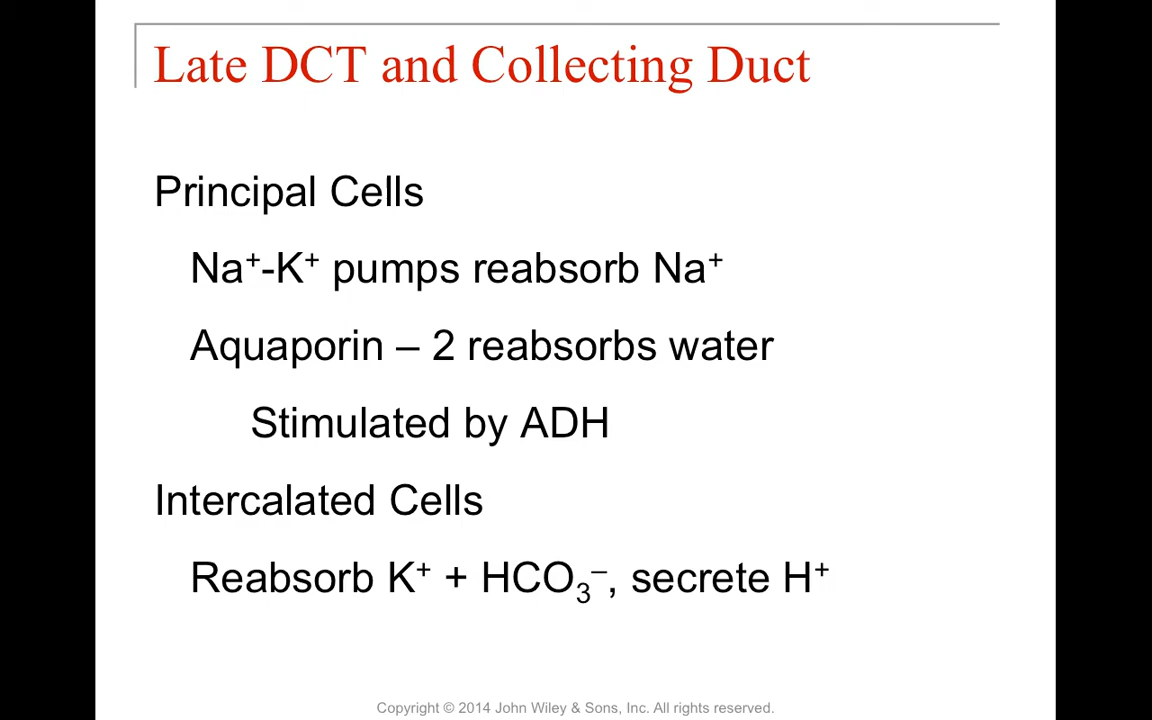 Late DCT and Collecting Duct
Principal Cells
Na⁺-K⁺ pumps reabsorb Na⁺
Aquaporin – 2 reabsorbs water
Stimulated by ADH
Intercalated Cells
Reabsorb K⁺ + HCO₃⁻, secrete H⁺
Copyright © 2014 John Wiley & Sons, Inc. All rights reserved.